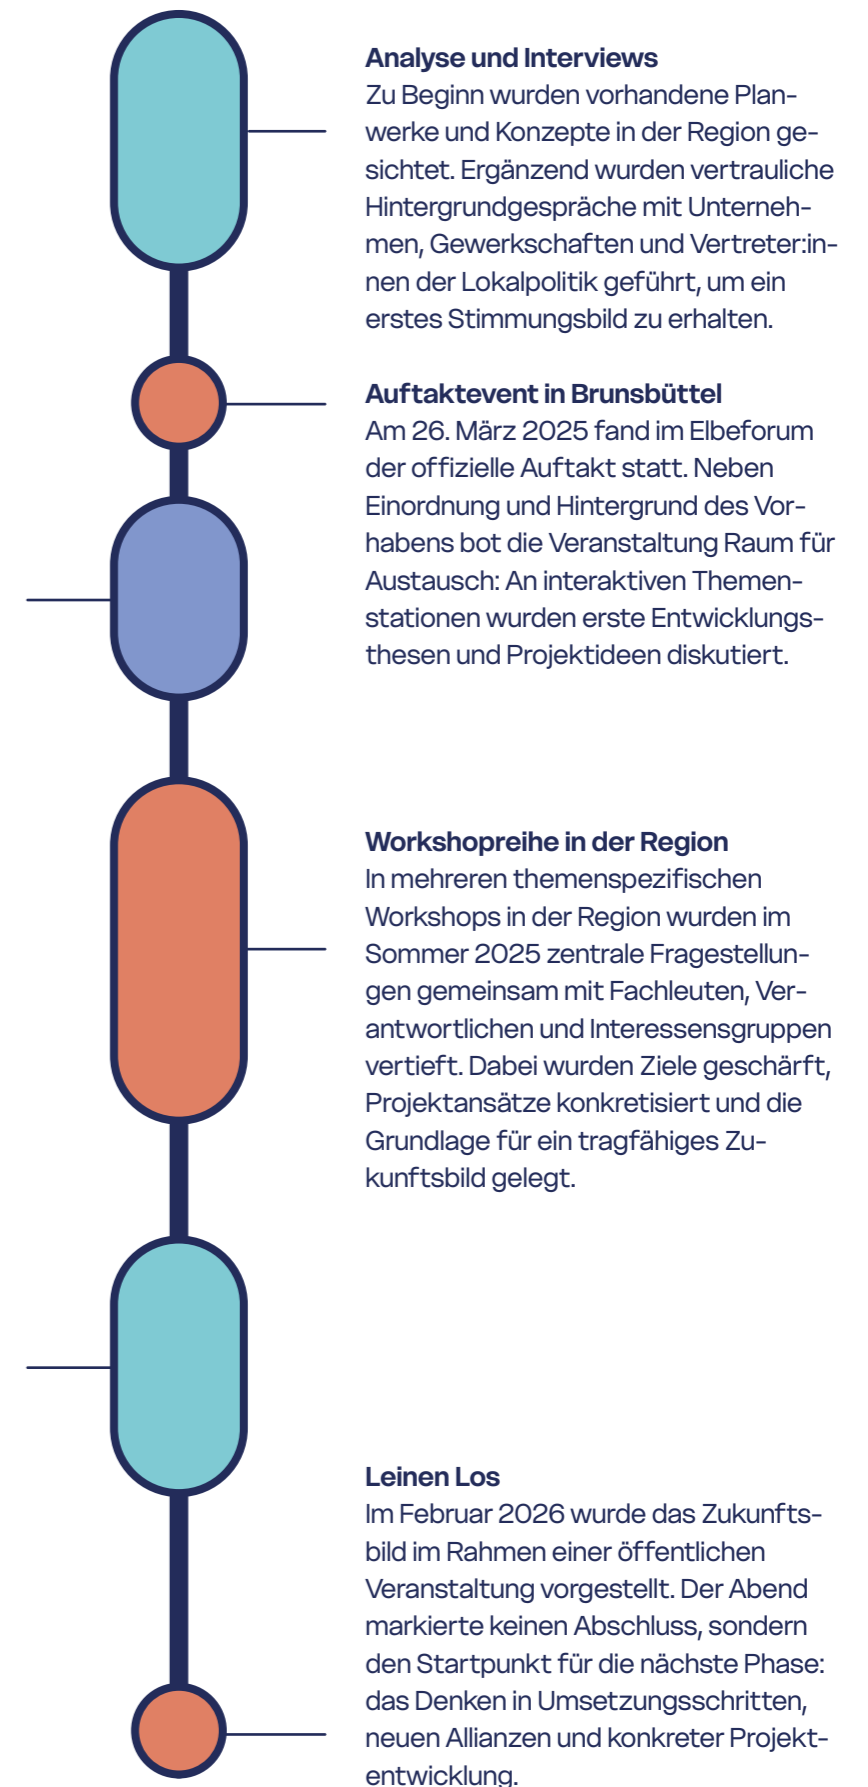 Analyse und Interviews
Zu Beginn wurden vorhandene Plan-
werke und Konzepte in der Region ge-
sichtet. Ergänzend wurden vertrauliche
Hintergrundgespräche mit Unterneh-
men, Gewerkschaften und Vertreter:in-
nen der Lokalpolitik geführt, um ein
erstes Stimmungsbild zu erhalten.
Auftaktevent in Brunsbüttel
Am 26. März 2025 fand im Elbeforum
der offizielle Auftakt statt. Neben
Einordnung und Hintergrund des Vor-
habens bot die Veranstaltung Raum für
Austausch: An interaktiven Themen-
stationen wurden erste Entwicklungs-
thesen und Projektideen diskutiert.
Workshopreihe in der Region
In mehreren themenspezifischen
Workshops in der Region wurden im
Sommer 2025 zentrale Fragestellun-
gen gemeinsam mit Fachleuten, Ver-
antwortlichen und Interessensgruppen
vertieft. Dabei wurden Ziele geschärft,
Projektansätze konkretisiert und die
Grundlage für ein tragfähiges Zu-
kunftsbild gelegt.
Leinen Los
Im Februar 2026 wurde das Zukunfts-
bild im Rahmen einer öffentlichen
Veranstaltung vorgestellt. Der Abend
markierte keinen Abschluss, sondern
den Startpunkt für die nächste Phase:
das Denken in Umsetzungsschritten,
neuen Allianzen und konkreter Projekt-
entwicklung.